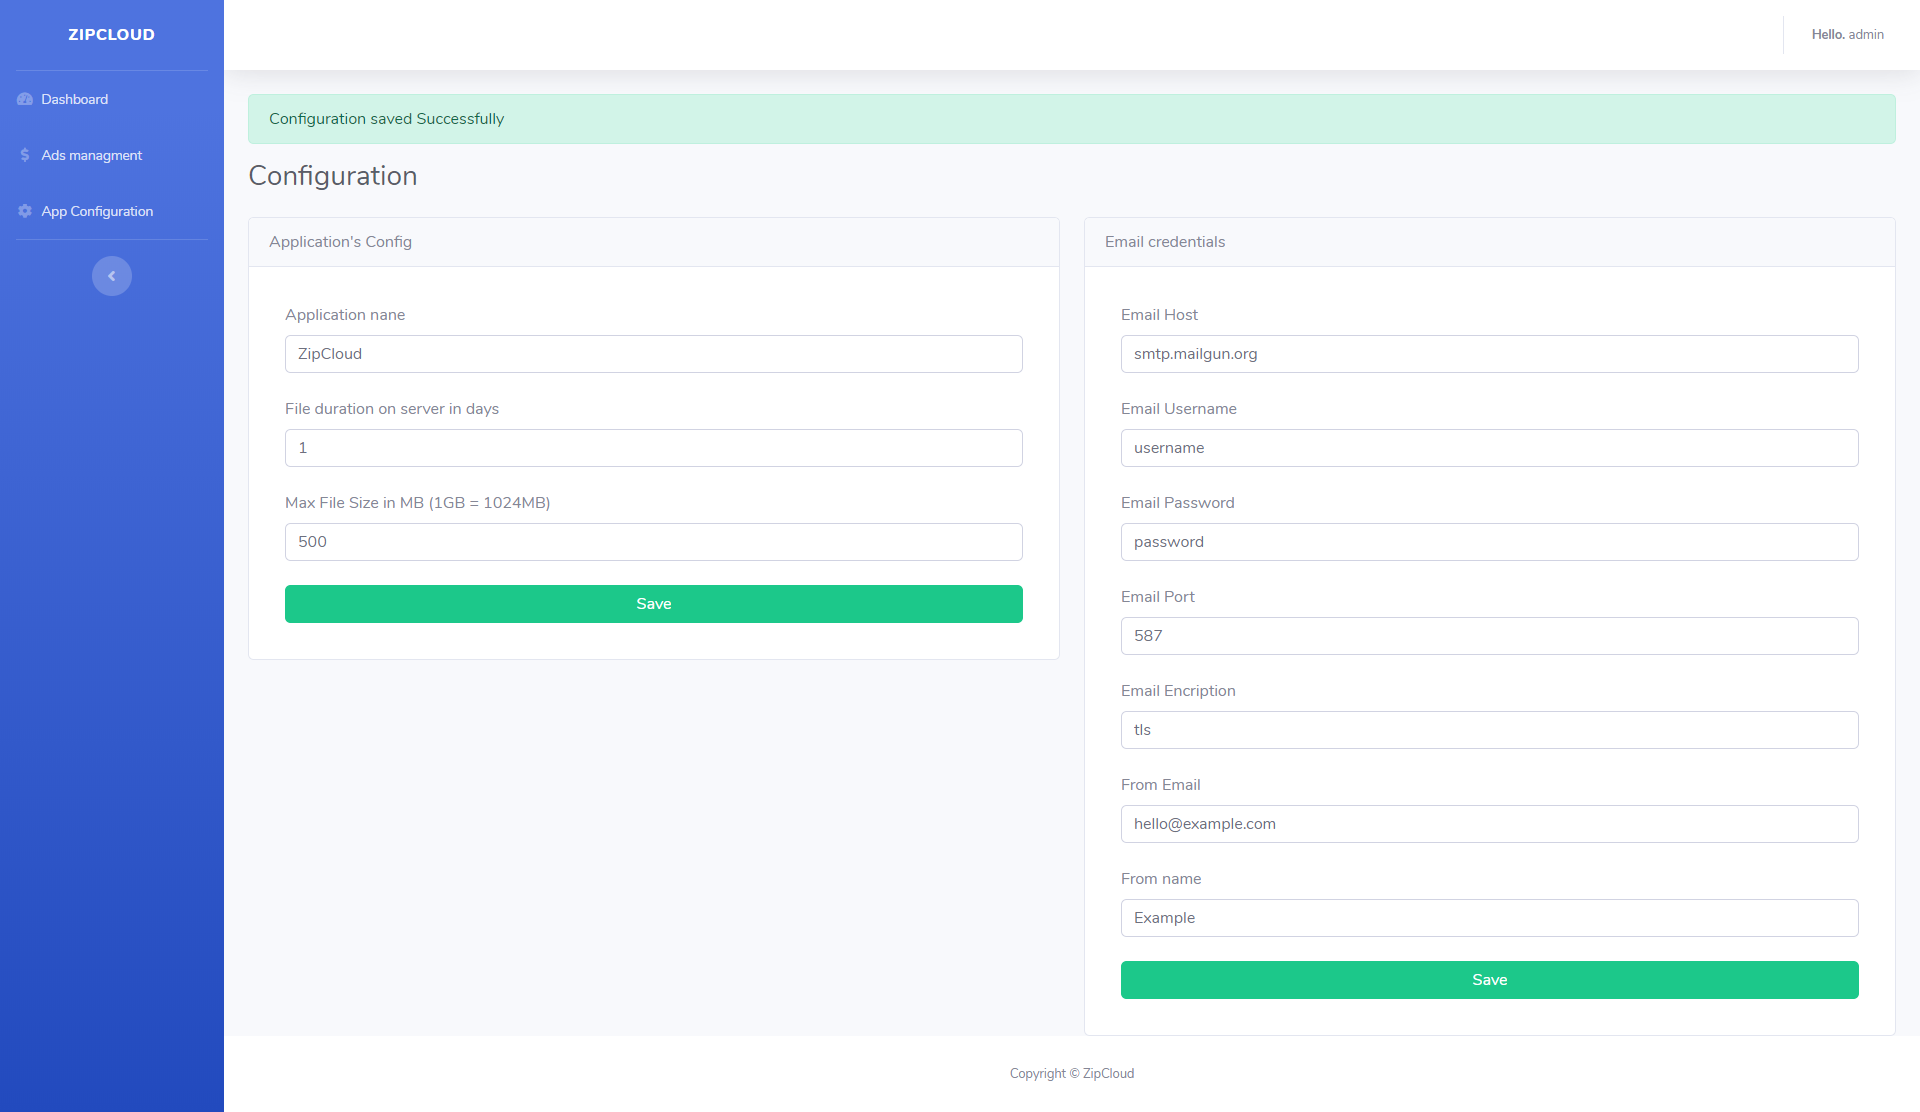 ZIPCLOUD
Hello. admin
Dashboard
Ads managment
App Configuration
Configuration saved Successfully
Configuration
Application's Config
Application nane
ZipCloud
File duration on server in days
1
Max File Size in MB (1GB = 1024MB)
500
Save
Email credentials
Email Host
smtp.mailgun.org
Email Username
username
Email Password
password
Email Port
587
Email Encription
tls
From Email
hello@example.com
From name
Example
Save
Copyright © ZipCloud